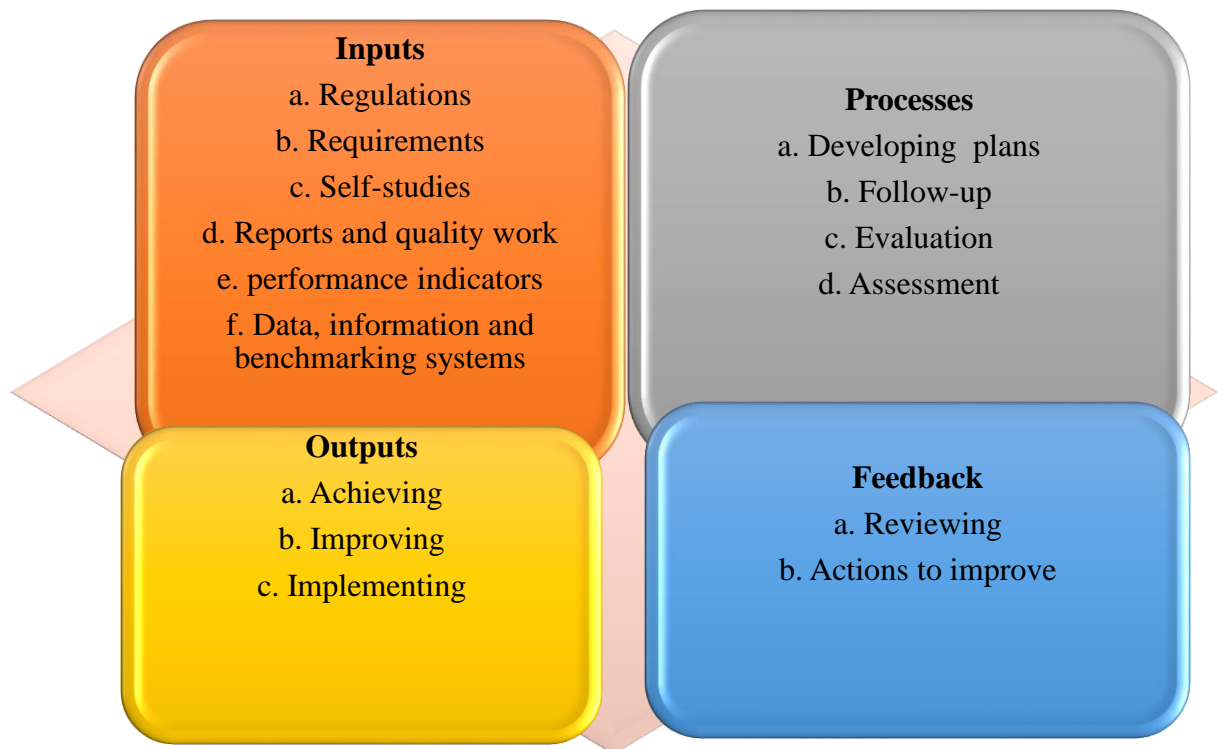 Inputs
a. Regulations
b. Requirements
c. Self-studies
d. Reports and quality work
e. performance indicators
f. Data, information and
benchmarking systems
Processes
a. Developing plans
b. Follow-up
c. Evaluation
d. Assessment
Outputs
a. Achieving
b. Improving
c. Implementing
Feedback
a. Reviewing
b. Actions to improve